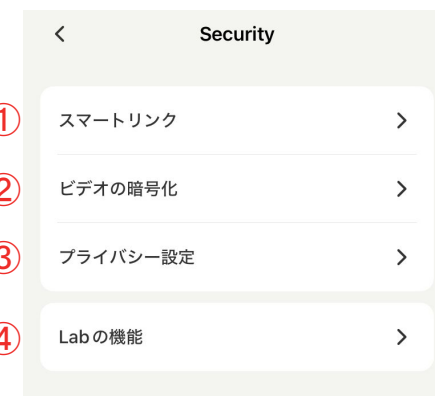 Security
① スマートリンク
② ビデオの暗号化
③ プライバシー設定
④ Labの機能